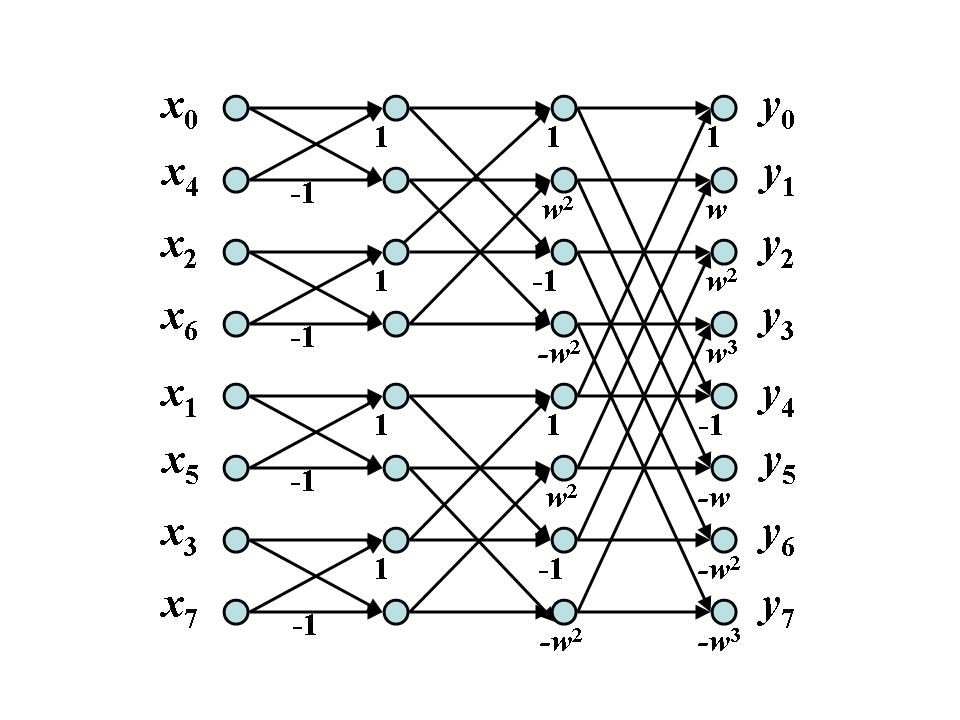 x₀ y₀
1 1 1
x₄ y₁
-1 w² w
x₂ y₂
1 -1 w²
x₆ y₃
-1 -w² w³
x₁ y₄
1 1 -1
x₅ y₅
-1 w² -w
x₃ y₆
1 -1 -w²
x₇ y₇
-1 -w² -w³